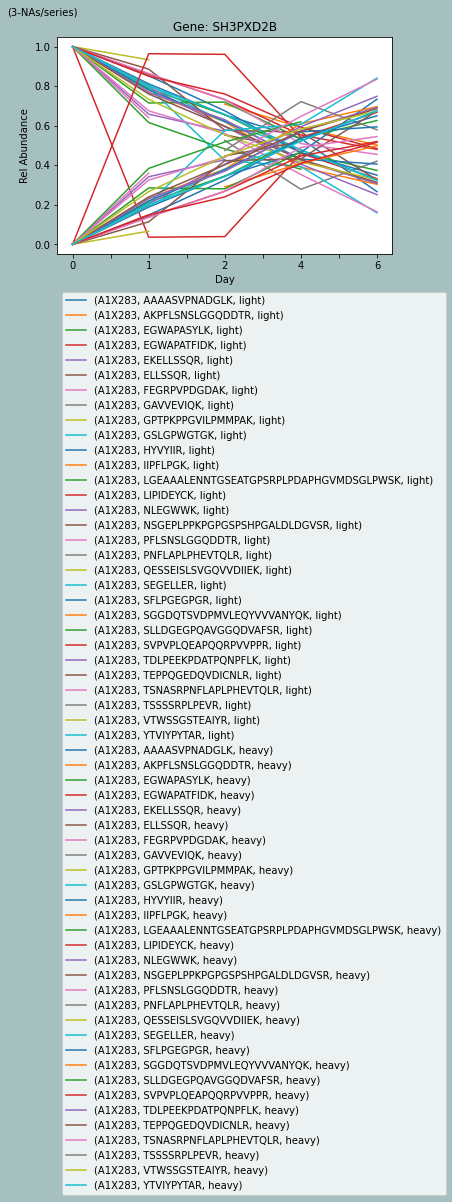 (3-NAs/series)
Gene: SH3PXD2B
1.0
0.8
0.6
0.4
0.2
0.0
Rel Abundance
0 1 2 4 6
Day
(A1X283, AAAASVPNADGLK, light)
(A1X283, AKPFLSNSLGGQDDTR, light)
(A1X283, EGWAPASYLK, light)
(A1X283, EGWAPATFIDK, light)
(A1X283, EKELLSSQR, light)
(A1X283, ELLSSQR, light)
(A1X283, FEGRPVPDGDAK, light)
(A1X283, GAVVEVIQK, light)
(A1X283, GPTPKPPGVILPMMPAK, light)
(A1X283, GSLGPWGTGK, light)
(A1X283, HYVYIIR, light)
(A1X283, IIPFLPGK, light)
(A1X283, LGEAAALENNTGSEATGPSRPLPDAPHGVMDSGLPWSK, light)
(A1X283, LIPIDEYCK, light)
(A1X283, NLEGWWK, light)
(A1X283, NSGEPLPPKPGPGSPSHPGALDLDGVSR, light)
(A1X283, PFLSNSLGGQDDTR, light)
(A1X283, PNFLAPLPHEVTQLR, light)
(A1X283, QESSEISLSVGQVVDIIEK, light)
(A1X283, SEGELLER, light)
(A1X283, SFLPGEGPGR, light)
(A1X283, SGGDQTSVDPMVLEQYVVVANYQK, light)
(A1X283, SLLDGEGPQAVGGQDVAFSR, light)
(A1X283, SVPVPLQEAPQQRPVVPPR, light)
(A1X283, TDLPEEKPDATPQNPFLK, light)
(A1X283, TEPPQGEDQVDICNLR, light)
(A1X283, TSNASRPNFLAPLPHEVTQLR, light)
(A1X283, TSSSSRPLPEVR, light)
(A1X283, VTWSSGSTEAIYR, light)
(A1X283, YTVIYPYTAR, light)
(A1X283, AAAASVPNADGLK, heavy)
(A1X283, AKPFLSNSLGGQDDTR, heavy)
(A1X283, EGWAPASYLK, heavy)
(A1X283, EGWAPATFIDK, heavy)
(A1X283, EKELLSSQR, heavy)
(A1X283, ELLSSQR, heavy)
(A1X283, FEGRPVPDGDAK, heavy)
(A1X283, GAVVEVIQK, heavy)
(A1X283, GPTPKPPGVILPMMPAK, heavy)
(A1X283, GSLGPWGTGK, heavy)
(A1X283, HYVYIIR, heavy)
(A1X283, IIPFLPGK, heavy)
(A1X283, LGEAAALENNTGSEATGPSRPLPDAPHGVMDSGLPWSK, heavy)
(A1X283, LIPIDEYCK, heavy)
(A1X283, NLEGWWK, heavy)
(A1X283, NSGEPLPPKPGPGSPSHPGALDLDGVSR, heavy)
(A1X283, PFLSNSLGGQDDTR, heavy)
(A1X283, PNFLAPLPHEVTQLR, heavy)
(A1X283, QESSEISLSVGQVVDIIEK, heavy)
(A1X283, SEGELLER, heavy)
(A1X283, SFLPGEGPGR, heavy)
(A1X283, SGGDQTSVDPMVLEQYVVVANYQK, heavy)
(A1X283, SLLDGEGPQAVGGQDVAFSR, heavy)
(A1X283, SVPVPLQEAPQQRPVVPPR, heavy)
(A1X283, TDLPEEKPDATPQNPFLK, heavy)
(A1X283, TEPPQGEDQVDICNLR, heavy)
(A1X283, TSNASRPNFLAPLPHEVTQLR, heavy)
(A1X283, TSSSSRPLPEVR, heavy)
(A1X283, VTWSSGSTEAIYR, heavy)
(A1X283, YTVIYPYTAR, heavy)